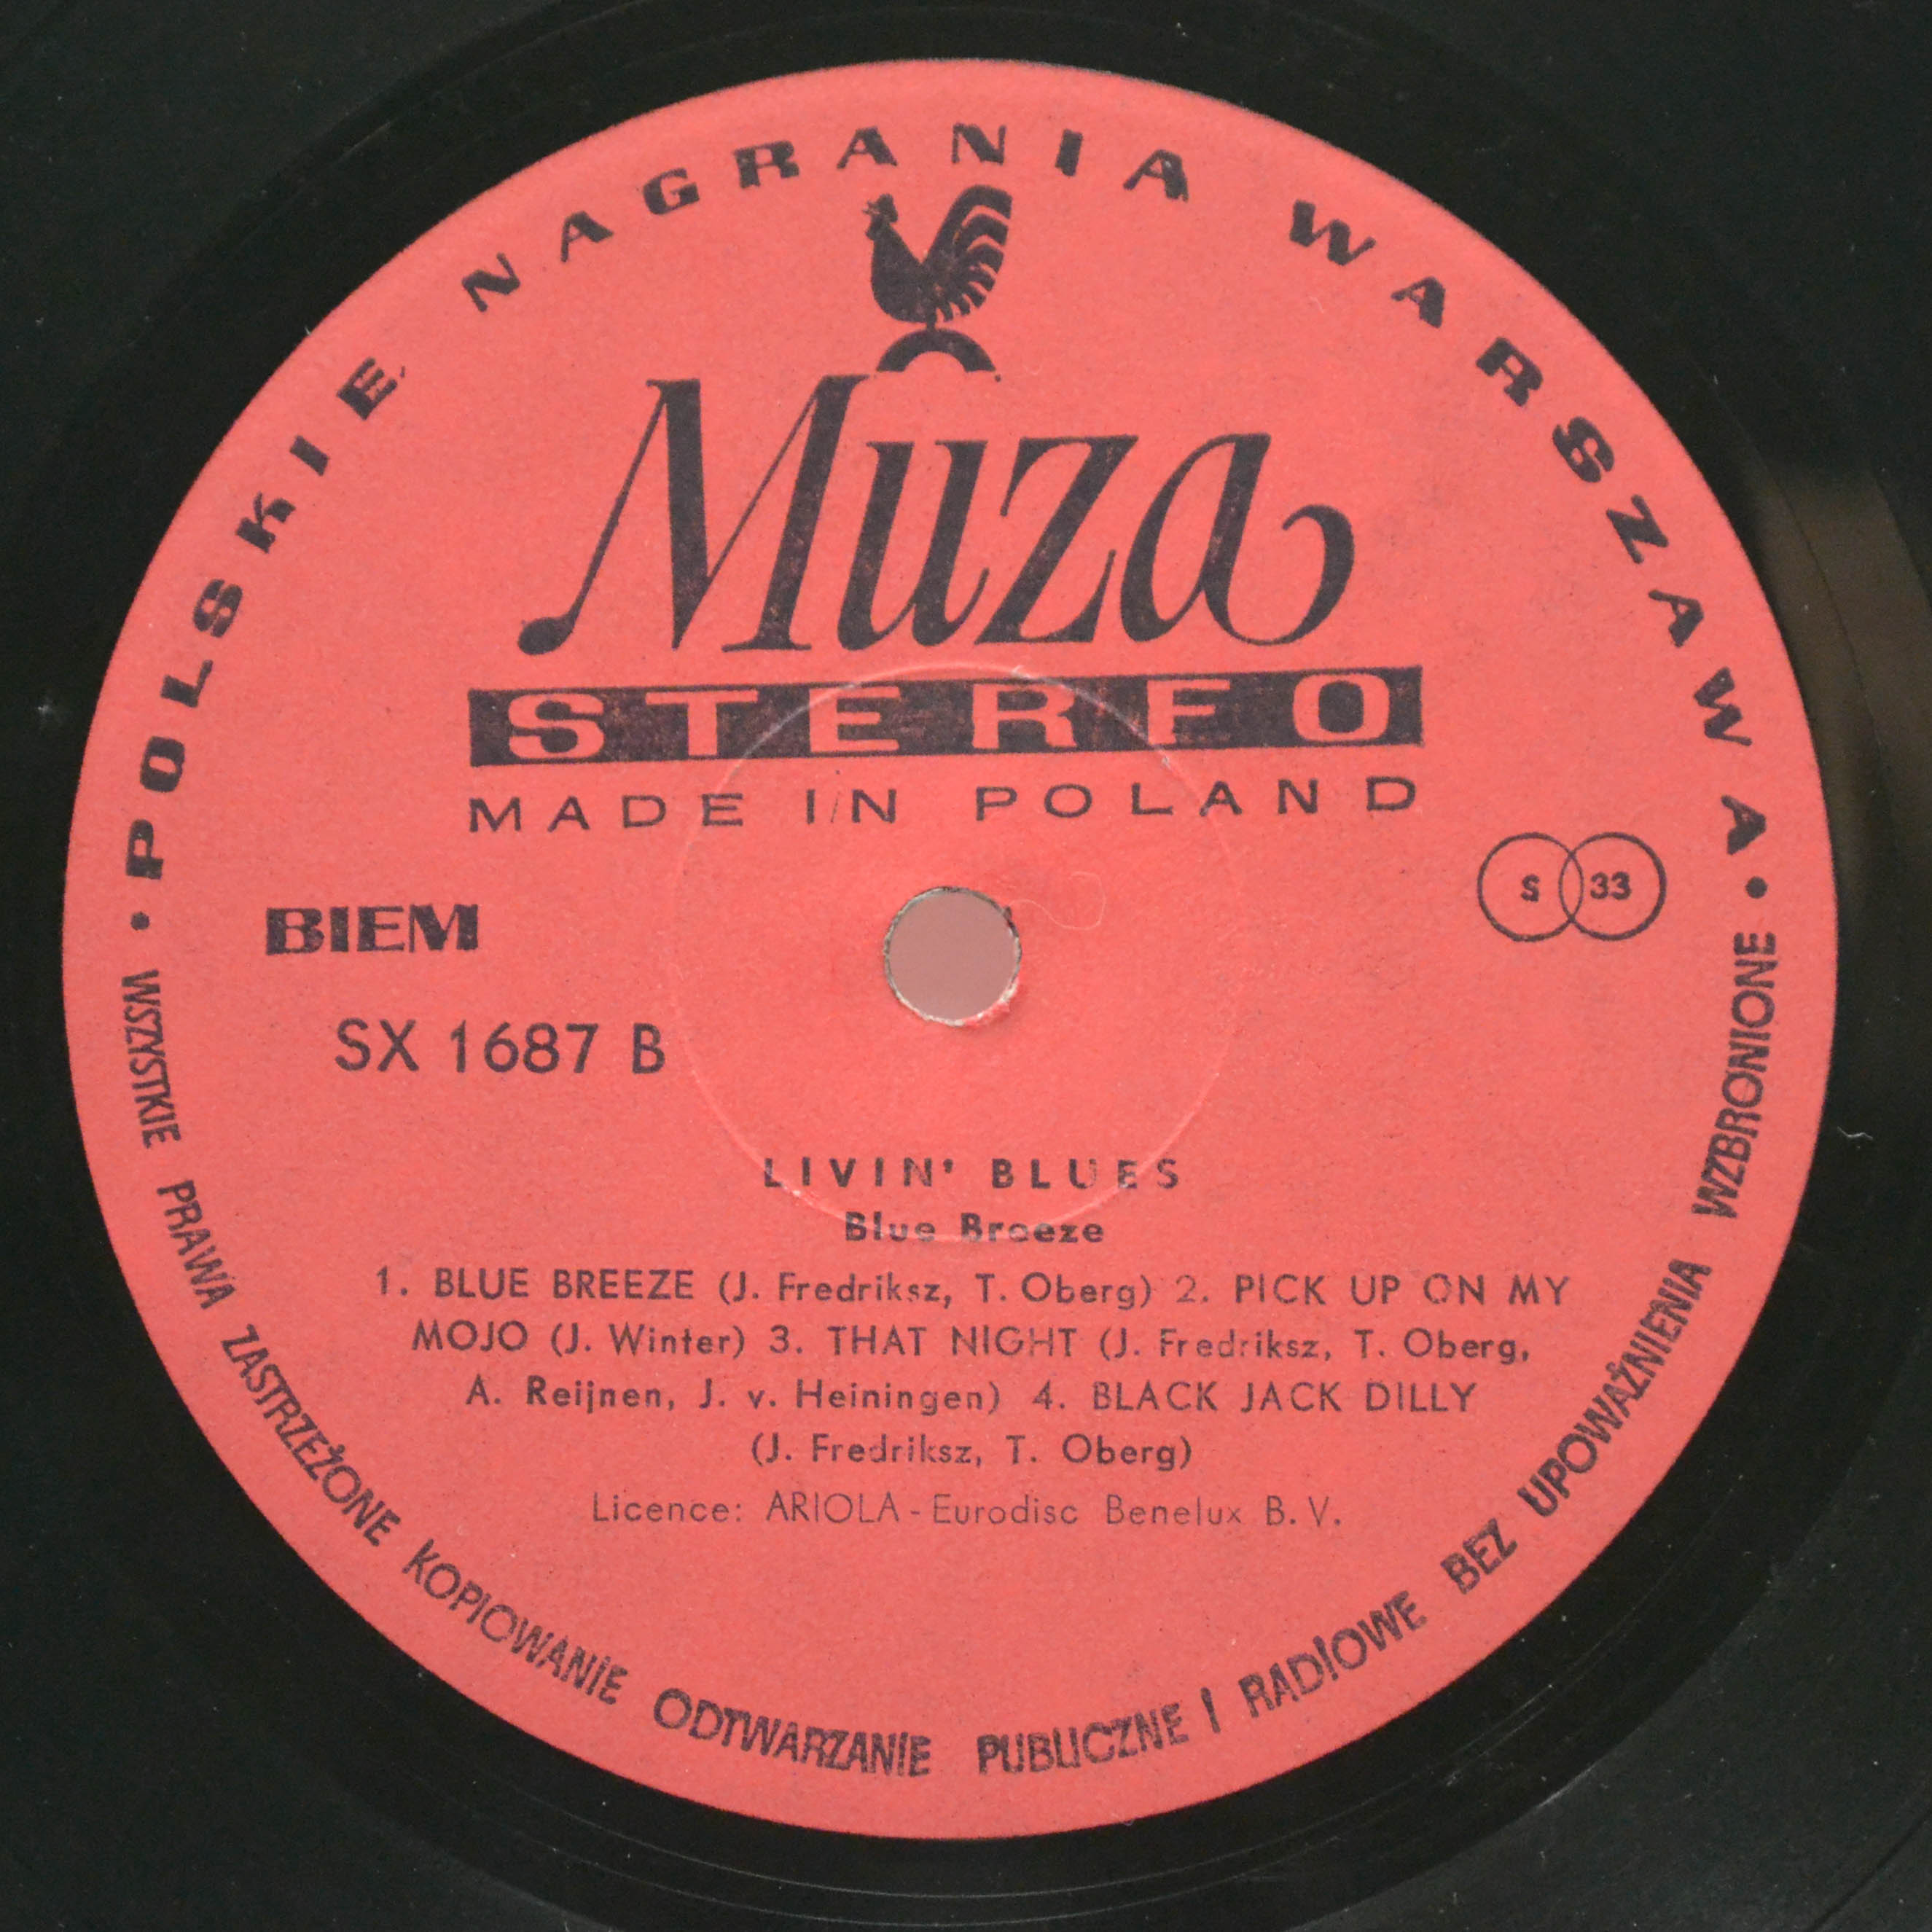 • POLSKIE NAGRANIA WARSZAWA •
Muza
STEREO
MADE IN POLAND
S 33
BIEM
SX 1687 B
LIVIN' BLUES
Blue Breeze
1. BLUE BREEZE (J. Fredriksz, T. Oberg) 2. PICK UP ON MY
MOJO (J. Winter) 3. THAT NIGHT (J. Fredriksz, T. Oberg,
A. Reijnen, J. v. Heiningen) 4. BLACK JACK DILLY
(J. Fredriksz, T. Oberg)
Licence: ARIOLA - Eurodisc Benelux B. V.
WSZYSTKIE PRAWA ZASTRZEŻONE KOPIOWANIE ODTWARZANIE PUBLICZNE I RADIOWE BEZ UPOWAŻNIENIA WZBRONIONE